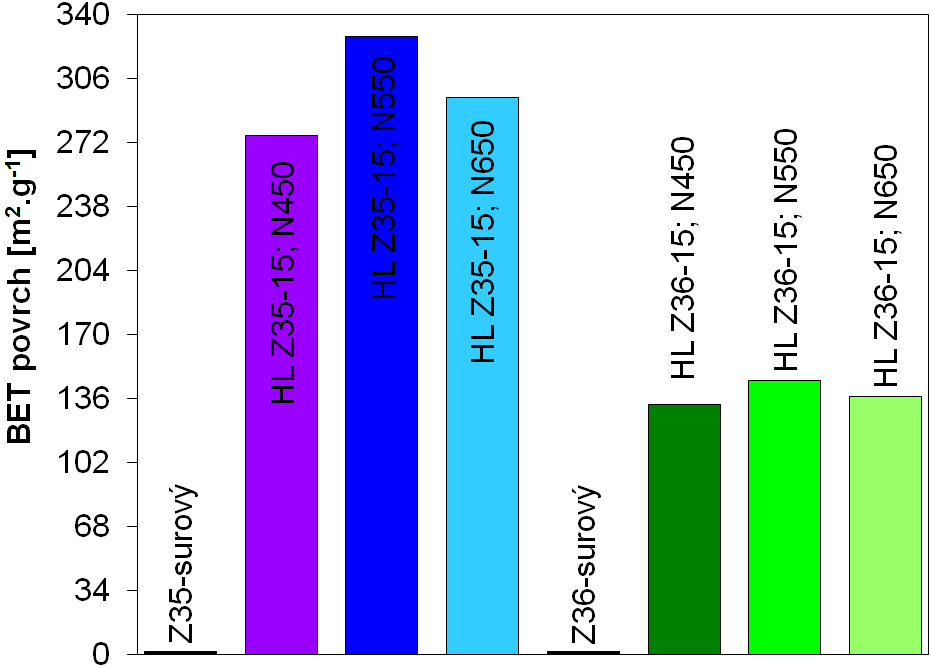 340
306
272
238
204
170
136
102
68
34
0
BET povrch [m².g⁻¹]
Z35-surový
HL Z35-15; N450
HL Z35-15; N550
HL Z35-15; N650
Z36-surový
HL Z36-15; N450
HL Z36-15; N550
HL Z36-15; N650